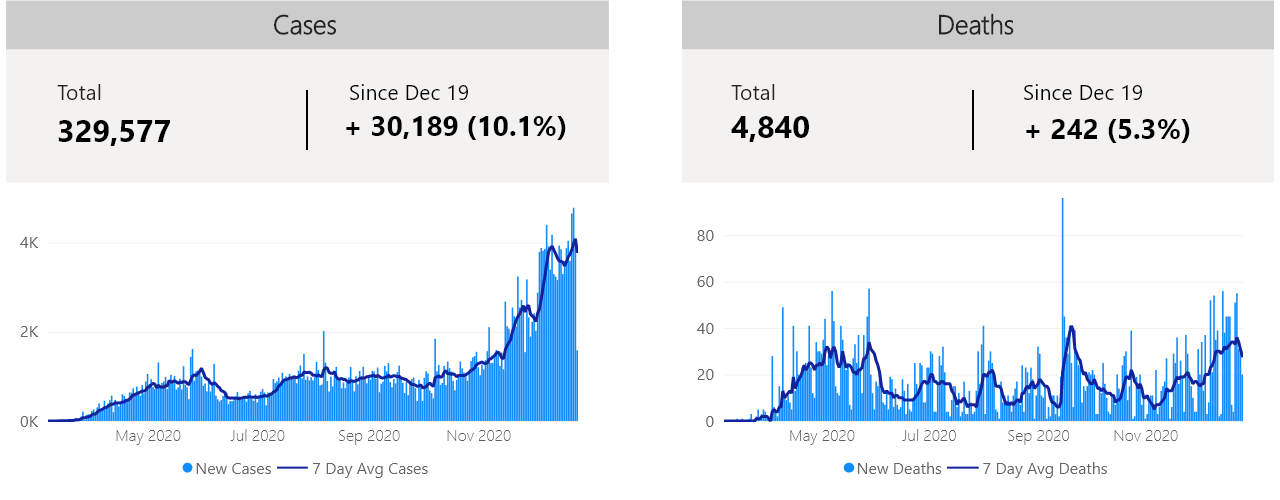 Cases
Total
329,577
Since Dec 19
+ 30,189 (10.1%)
4K
2K
0K
May 2020 Jul 2020 Sep 2020 Nov 2020
New Cases 7 Day Avg Cases
Deaths
Total
4,840
Since Dec 19
+ 242 (5.3%)
80
60
40
20
0
May 2020 Jul 2020 Sep 2020 Nov 2020
New Deaths 7 Day Avg Deaths